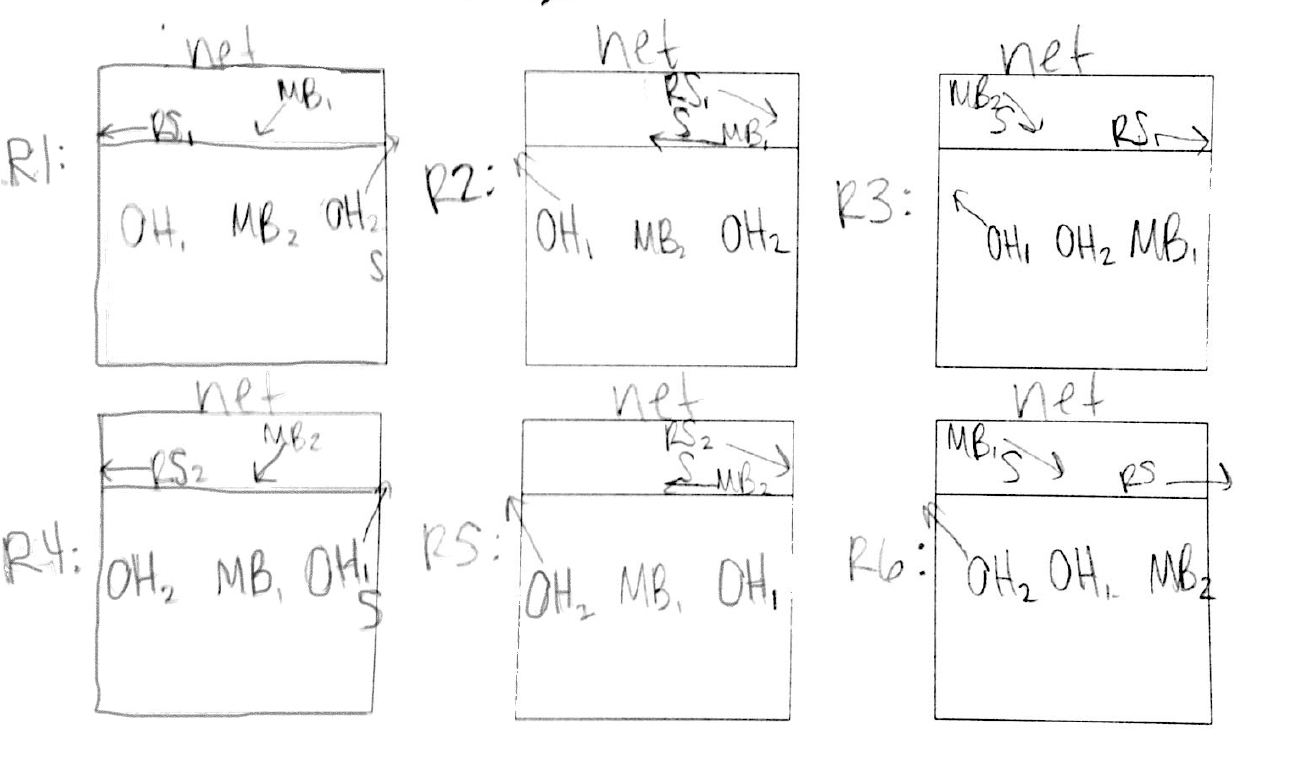 net
MB₁
RS₁
R1:
OH₁ MB₂ OH₂
S
net
RS₁
S MB₁
R2:
OH₁ MB₂ OH₂
net
MB₂
S RS₁
R3:
OH₁ OH₂ MB₁
net
MB2
RS2
R4:
OH₂ MB₁ OH₁
S
net
RS2
S MB₂
R5:
OH₂ MB₁ OH₁
net
MB₁ S RS
R6:
OH₂ OH₁ MB₂